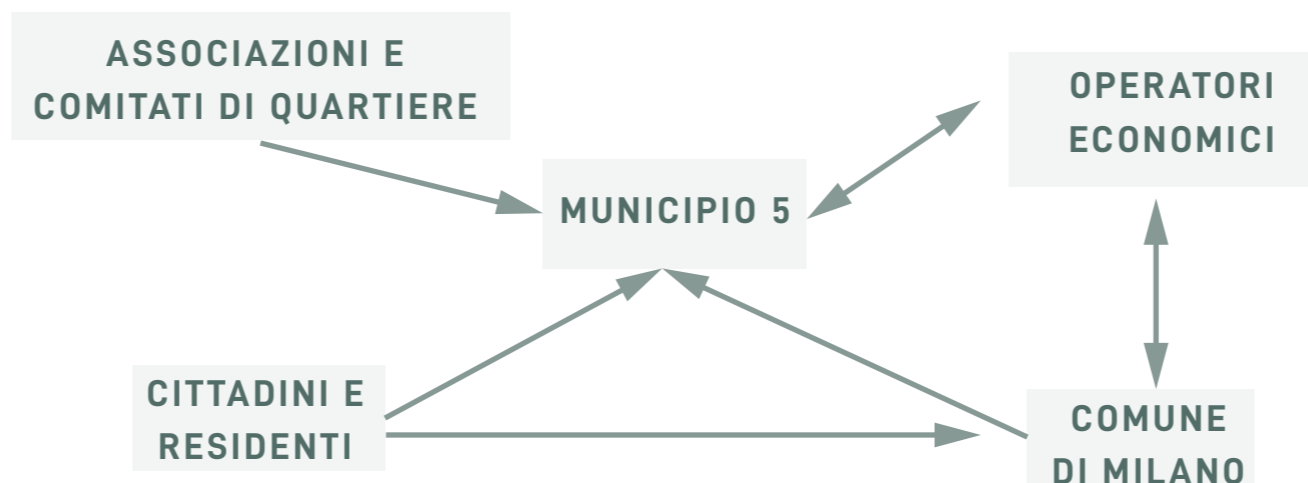 ASSOCIAZIONI E
COMITATI DI QUARTIERE
OPERATORI
ECONOMICI
MUNICIPIO 5
CITTADINI E
RESIDENTI
COMUNE
DI MILANO